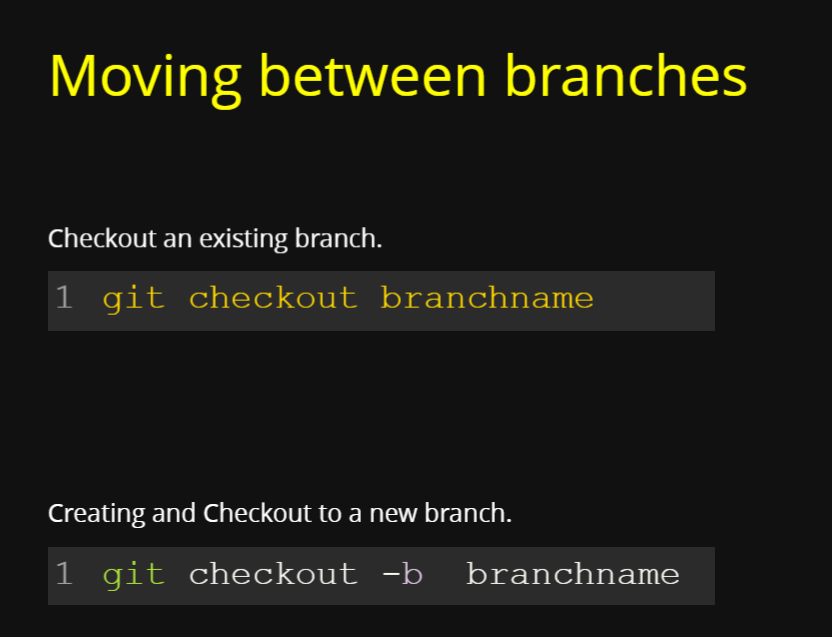 Moving between branches
Checkout an existing branch.
1 git checkout branchname
Creating and Checkout to a new branch.
1 git checkout -b  branchname